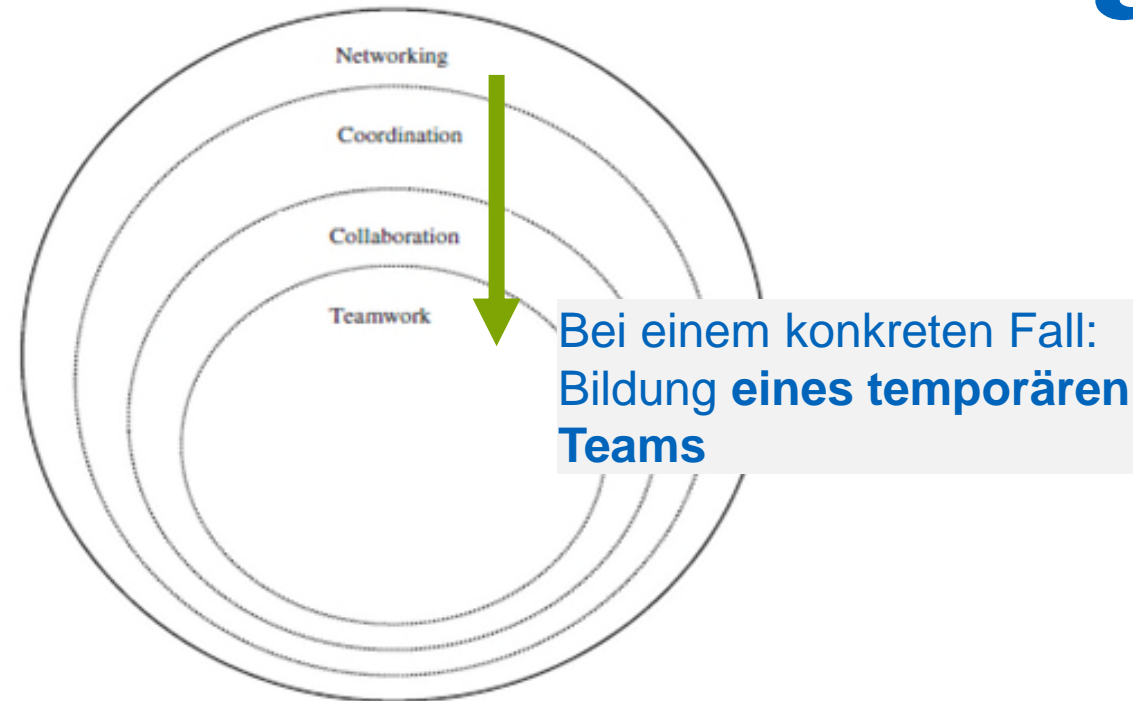 Networking
Coordination
Collaboration
Teamwork
Bei einem konkreten Fall:
Bildung eines temporären
Teams